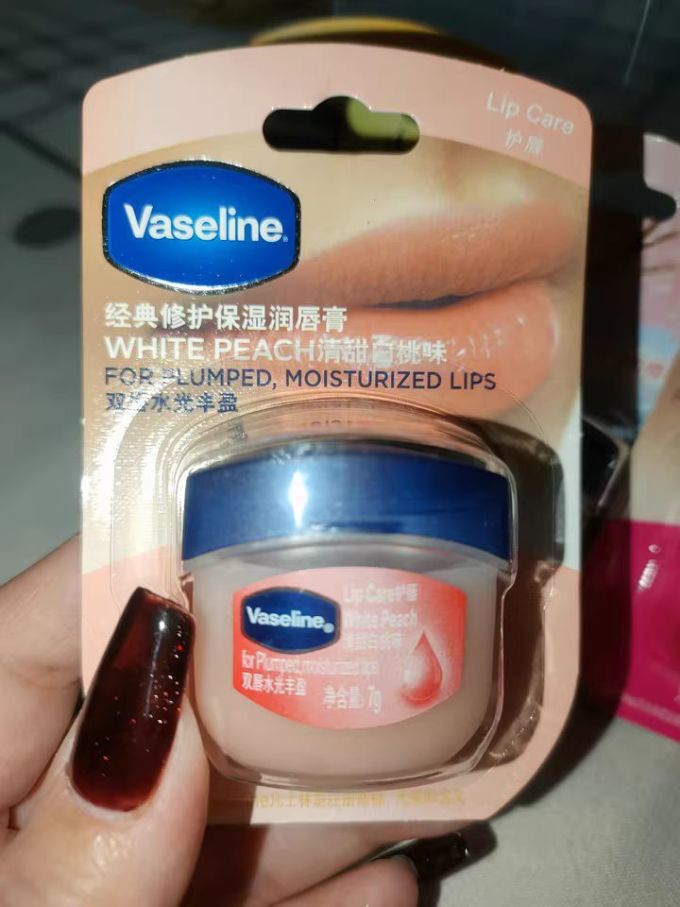 Lip Care
护唇
Vaseline®
经典修护保湿润唇膏
WHITE PEACH清甜白桃味
FOR PLUMPED, MOISTURIZED LIPS
双唇水光丰盈
Lip Care护唇
Vaseline®
White Peach
清甜白桃味
for Plumped, moisturized lips
双唇水光丰盈
净含量: 7g